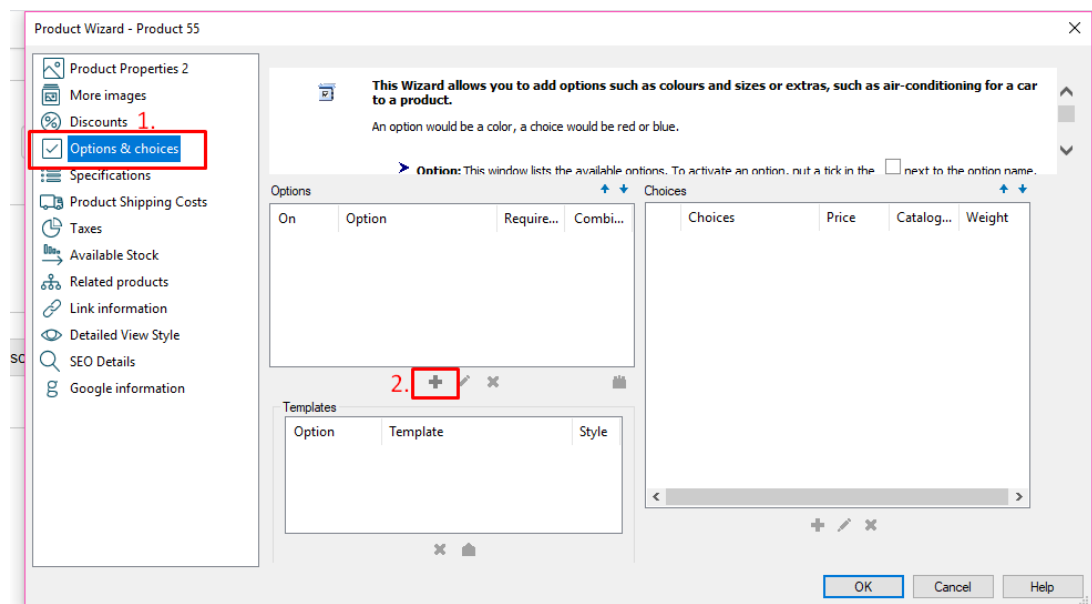 Product Wizard - Product 55
Product Properties 2
More images
Discounts 1.
Options & choices
Specifications
Product Shipping Costs
Taxes
Available Stock
Related products
Link information
Detailed View Style
SEO Details
Google information
This Wizard allows you to add options such as colours and sizes or extras, such as air-conditioning for a car
to a product.
An option would be a color, a choice would be red or blue.
Option: This window lists the available options. To activate an option, put a tick in the next to the option name.
Options
On Option Require... Combi...
2.
Templates
Option Template Style
Choices
Choices Price Catalog... Weight
OK Cancel Help